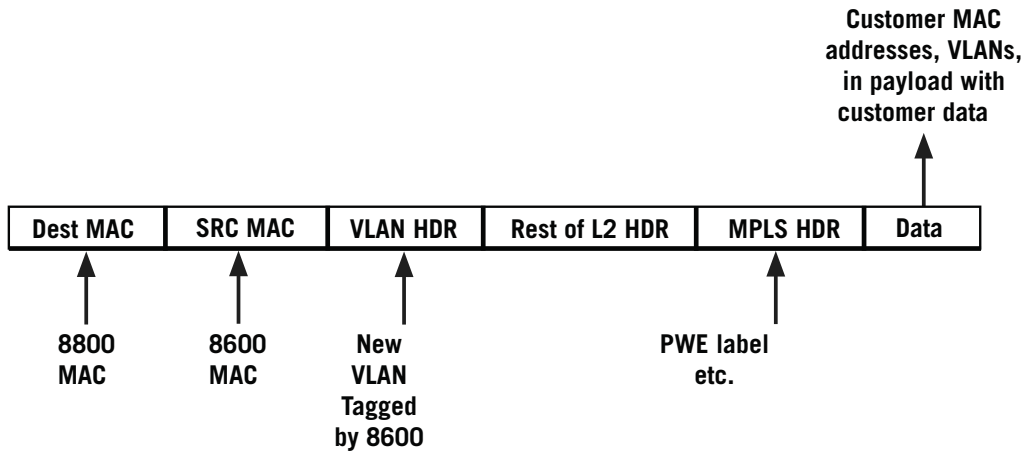 Customer MAC
addresses, VLANs,
in payload with
customer data
Dest MAC
SRC MAC
VLAN HDR
Rest of L2 HDR
MPLS HDR
Data
8800
MAC
8600
MAC
New
VLAN
Tagged
by 8600
PWE label
etc.